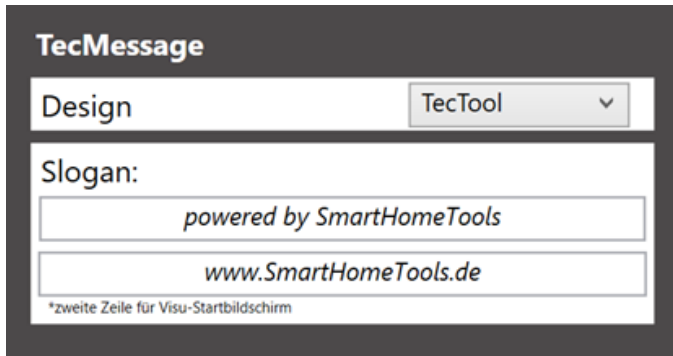 TecMessage
Design TecTool
Slogan:
powered by SmartHomeTools
www.SmartHomeTools.de
*zweite Zeile für Visu-Startbildschirm